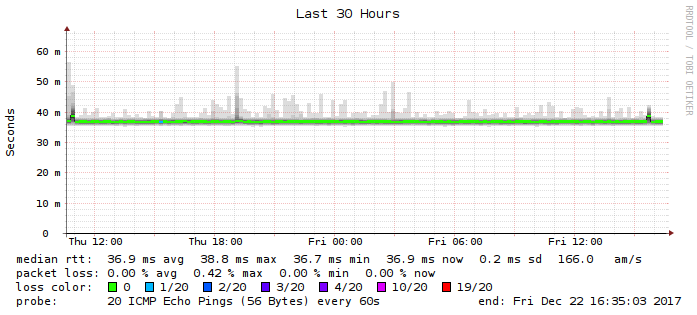 Last 30 Hours
RRDTOOL / TOBI OETIKER
Seconds
60 m
50 m
40 m
30 m
20 m
10 m
0
Thu 12:00 Thu 18:00 Fri 00:00 Fri 06:00 Fri 12:00
median rtt: 36.9 ms avg 38.8 ms max 36.7 ms min 36.9 ms now 0.2 ms sd 166.0 am/s
packet loss: 0.00 % avg 0.42 % max 0.00 % min 0.00 % now
loss color: 0 1/20 2/20 3/20 4/20 10/20 19/20
probe: 20 ICMP Echo Pings (56 Bytes) every 60s end: Fri Dec 22 16:35:03 2017